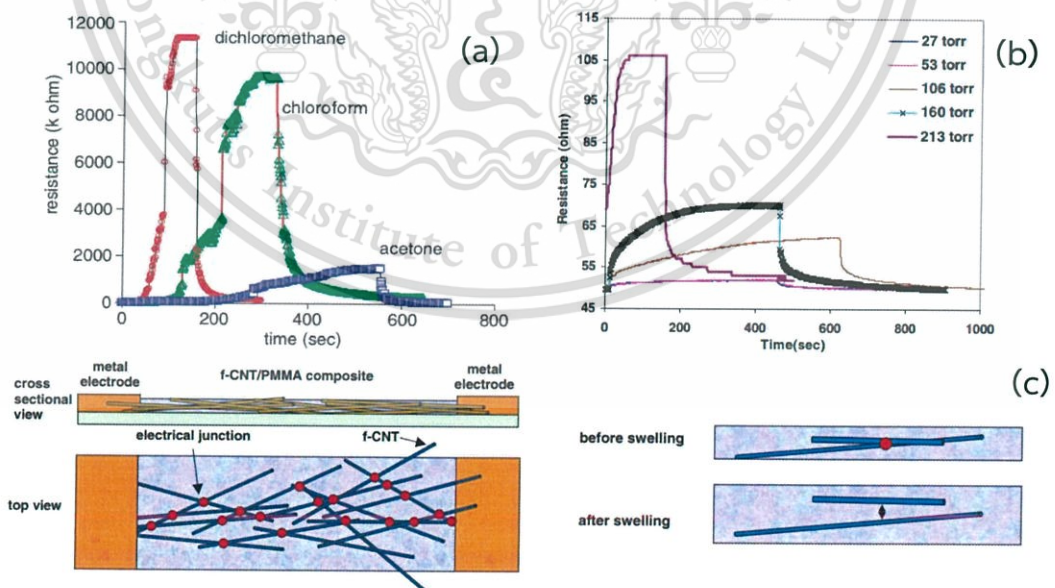 12000
10000
8000
6000
4000
2000
0
resistance (k ohm)
0 200 400 600 800
time (sec)
dichloromethane
chloroform
acetone
(a)
115
105
95
85
75
65
55
45
Resistance (ohm)
0 200 400 600 800 1000
Time(sec)
27 torr
53 torr
106 torr
160 torr
213 torr
(b)
Institute of Technology
metal
electrode
f-CNT/PMMA composite
metal
electrode
cross
sectional
view
electrical junction
f-CNT
top view
(c)
before swelling
after swelling